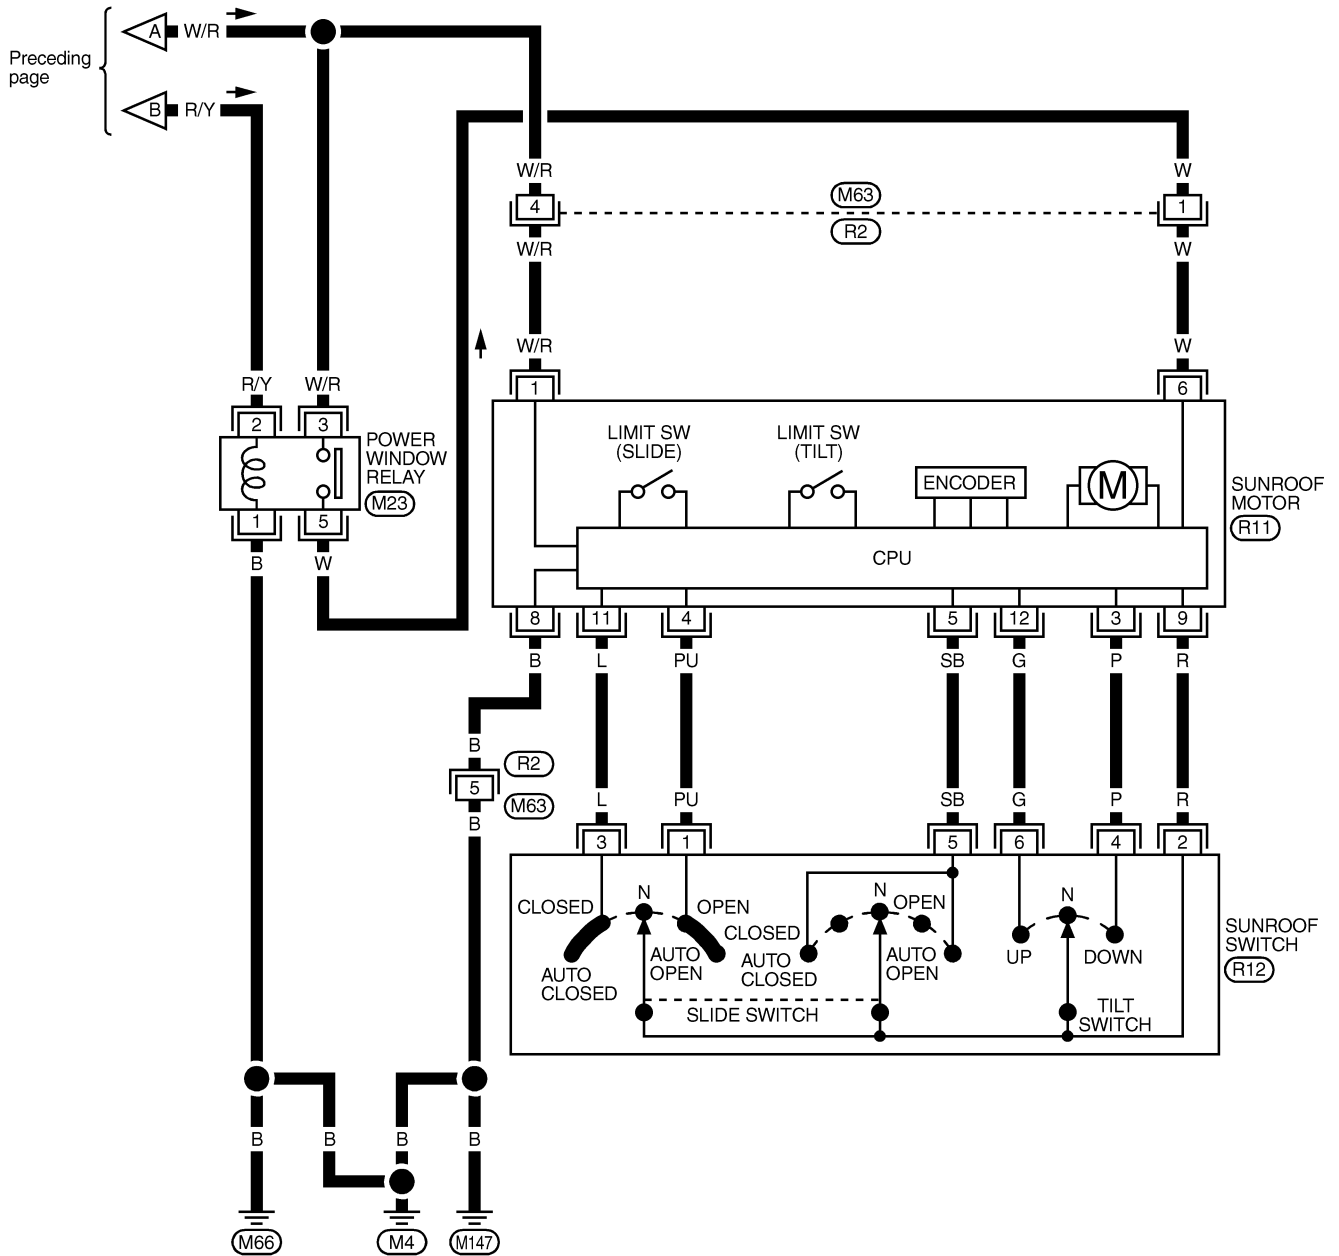 Preceding
page
A W/R
B R/Y
W/R W
4 M63 1
R2
W/R W
W/R W
R/Y W/R
1 6
2 3
POWER
WINDOW
RELAY
M23
1 5
B W
LIMIT SW
(SLIDE)
LIMIT SW
(TILT)
ENCODER
M
CPU
SUNROOF
MOTOR
R11
8 11 4 5 12 3 9
B L PU SB G P R
B
R2
5
M63
B
L PU SB G P R
3 1 5 6 4 2
CLOSED N OPEN
AUTO
CLOSED
AUTO
OPEN
CLOSED N OPEN
AUTO
CLOSED
AUTO
OPEN
N
UP DOWN
SLIDE SWITCH
TILT
SWITCH
SUNROOF
SWITCH
R12
B B B B
M66 M4 M147